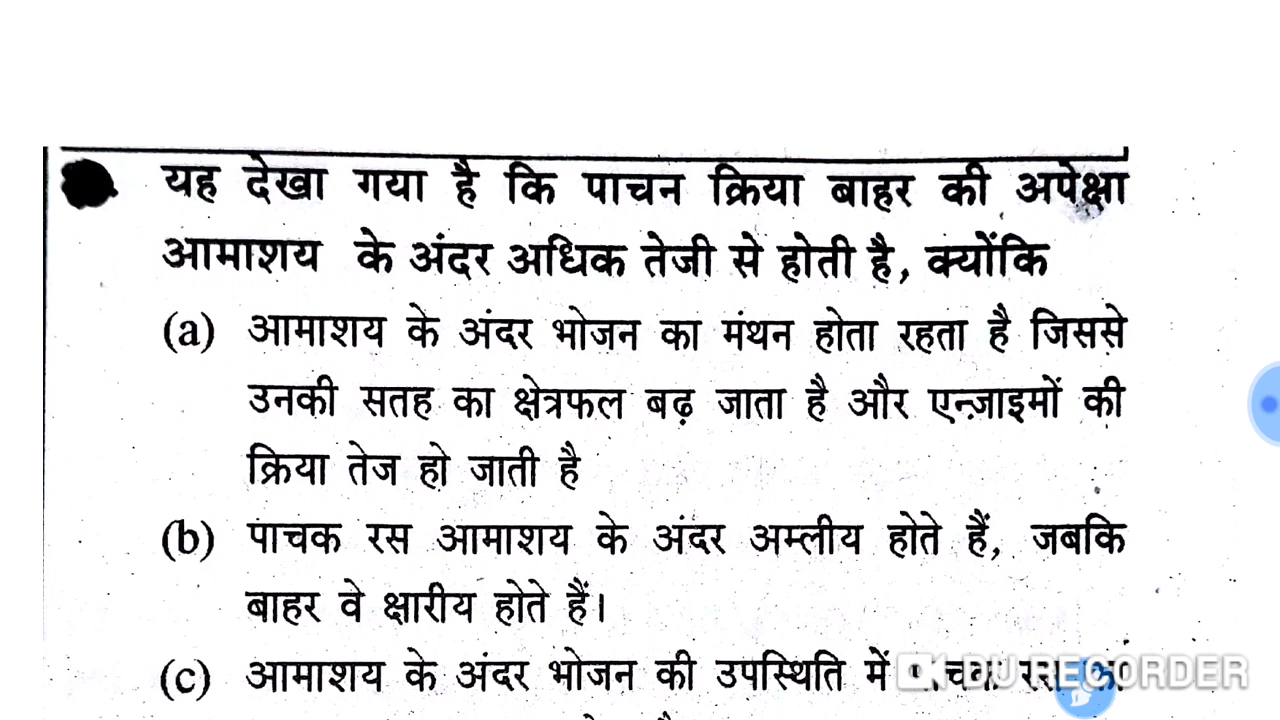 यह देखा गया है कि पाचन क्रिया बाहर की अपेक्षा
आमाशय के अंदर अधिक तेजी से होती है, क्योंकि
(a) आमाशय के अंदर भोजन का मंथन होता रहता है जिससे
उनकी सतह का क्षेत्रफल बढ़ जाता है और एन्ज़ाइमों की
क्रिया तेज हो जाती है
(b) पाचक रस आमाशय के अंदर अम्लीय होते हैं, जबकि
बाहर वे क्षारीय होते हैं।
(c) आमाशय के अंदर भोजन की उपस्थिति में
DU RECORDER